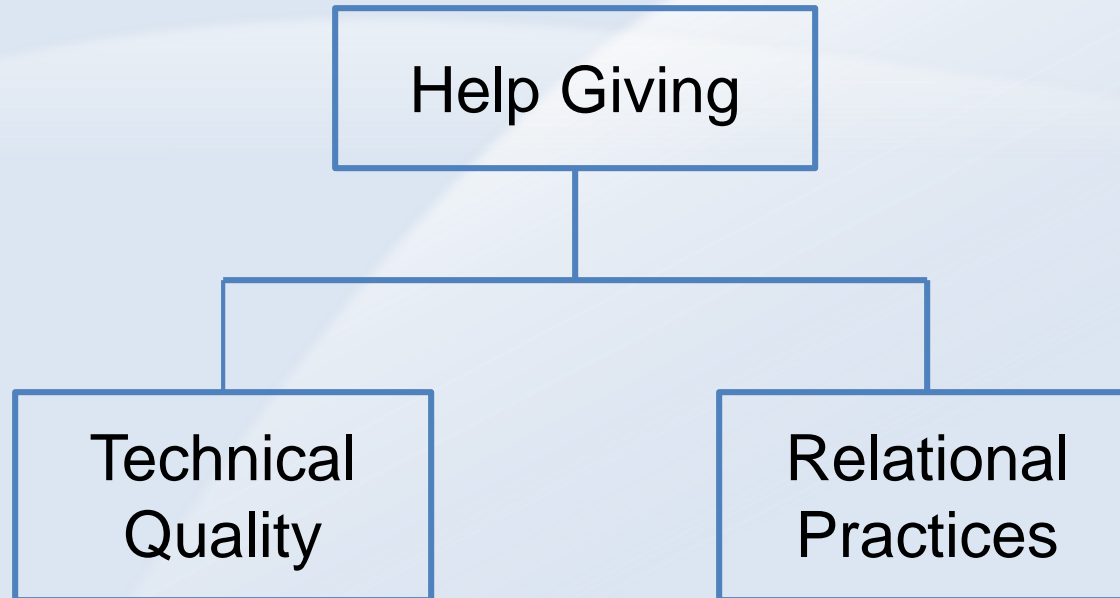 Help Giving
Technical
Quality
Relational
Practices